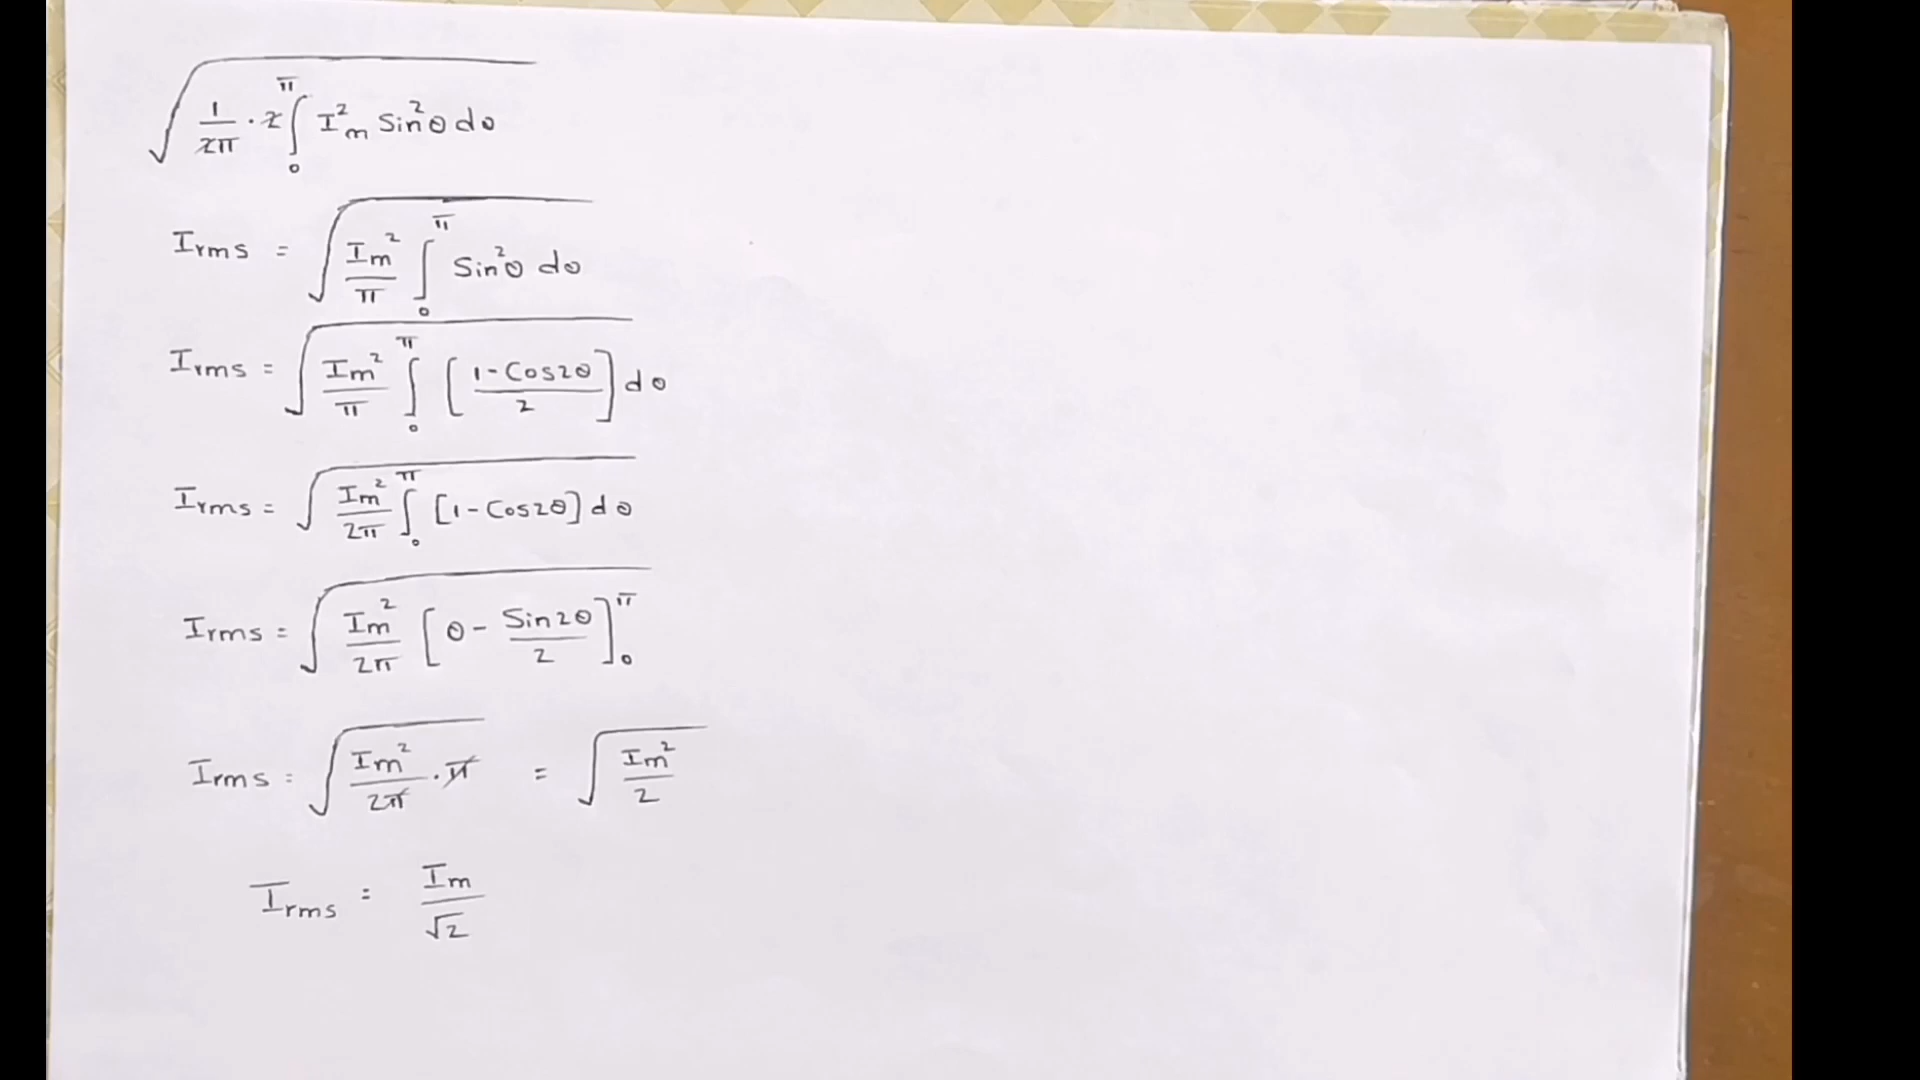 √(1/2π · 2 ∫₀^π I²m Sin²θ dθ)
Irms = √(Im²/π ∫₀^π Sin²θ dθ)
Irms = √(Im²/π ∫₀^π [(1-Cos2θ)/2] dθ)
Irms = √(Im²/2π ∫₀^π [1-Cos2θ] dθ)
Irms = √(Im²/2π [θ - Sin2θ/2]₀^π)
Irms = √(Im²/2π · π) = √(Im²/2)
Irms = Im/√2